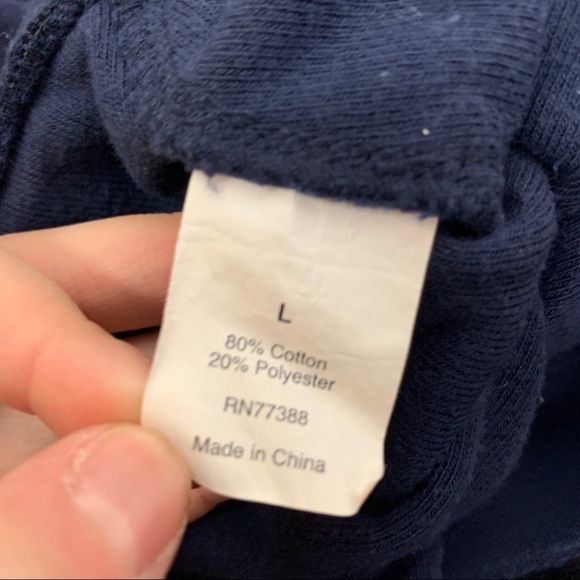 L
80% Cotton
20% Polyester
RN77388
Made in China